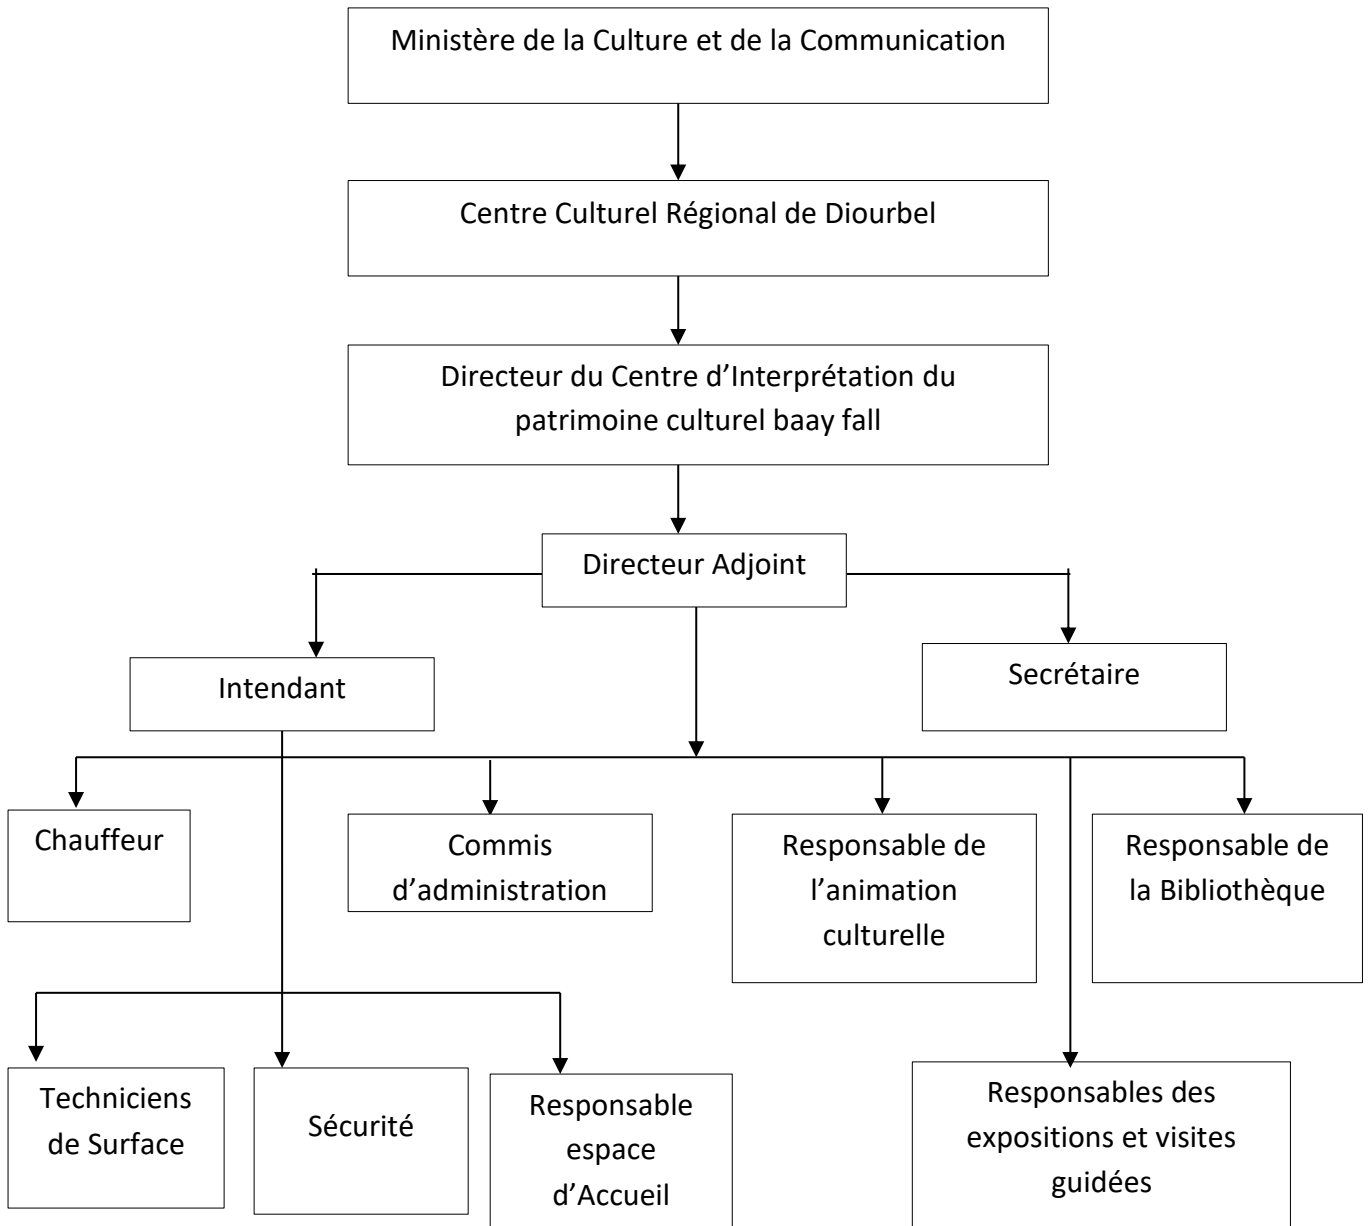 Ministère de la Culture et de la Communication
Centre Culturel Régional de Diourbel
Directeur du Centre d’Interprétation du
patrimoine culturel baay fall
Directeur Adjoint
Intendant
Secrétaire
Chauffeur
Commis
d’administration
Responsable de
l’animation
culturelle
Responsable de
la Bibliothèque
Techniciens
de Surface
Sécurité
Responsable
espace
d’Accueil
Responsables des
expositions et visites
guidées